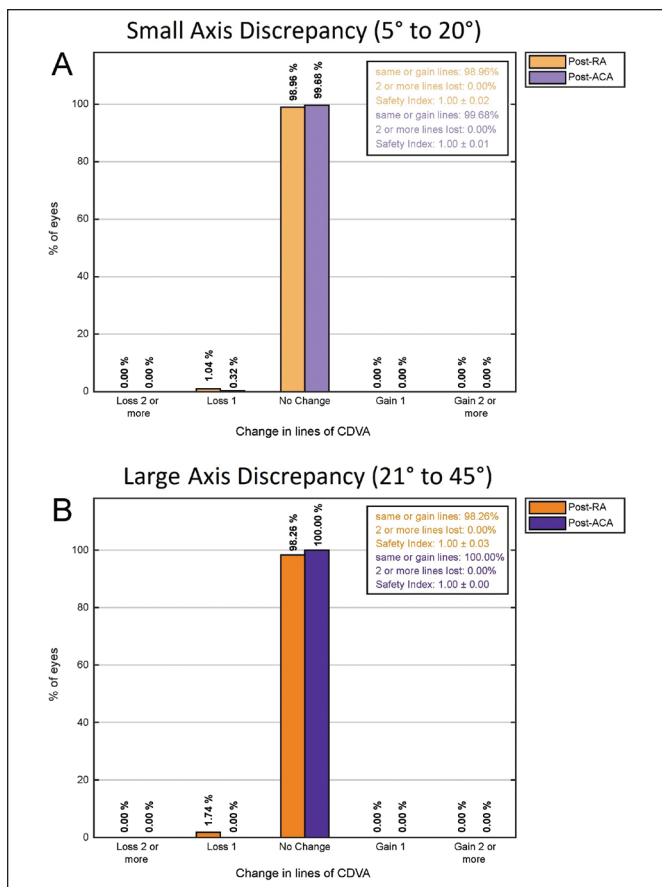 Small Axis Discrepancy (5° to 20°)
A
Post-RA
Post-ACA
same or gain lines: 98.96%
2 or more lines lost: 0.00%
Safety Index: 1.00 ± 0.02
same or gain lines: 99.68%
2 or more lines lost: 0.00%
Safety Index: 1.00 ± 0.01
% of eyes
100
80
60
40
20
0
0.00 %
0.00 %
1.04 %
0.32 %
98.96 %
99.68 %
0.00 %
0.00 %
0.00 %
0.00 %
Loss 2 or more
Loss 1
No Change
Gain 1
Gain 2 or more
Change in lines of CDVA
Large Axis Discrepancy (21° to 45°)
B
Post-RA
Post-ACA
same or gain lines: 98.26%
2 or more lines lost: 0.00%
Safety Index: 1.00 ± 0.03
same or gain lines: 100.00%
2 or more lines lost: 0.00%
Safety Index: 1.00 ± 0.00
% of eyes
100
80
60
40
20
0
0.00 %
0.00 %
1.74 %
0.00 %
98.26 %
100.00 %
0.00 %
0.00 %
0.00 %
0.00 %
Loss 2 or more
Loss 1
No Change
Gain 1
Gain 2 or more
Change in lines of CDVA